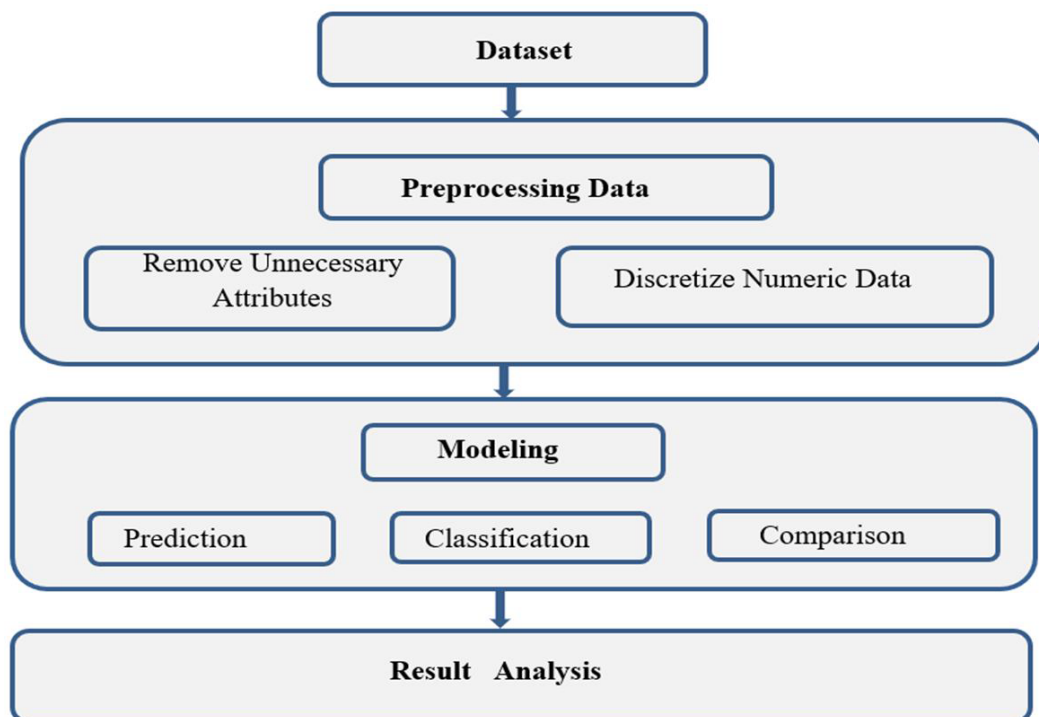 Dataset
Preprocessing Data
Remove Unnecessary
Attributes
Discretize Numeric Data
Modeling
Prediction
Classification
Comparison
Result Analysis